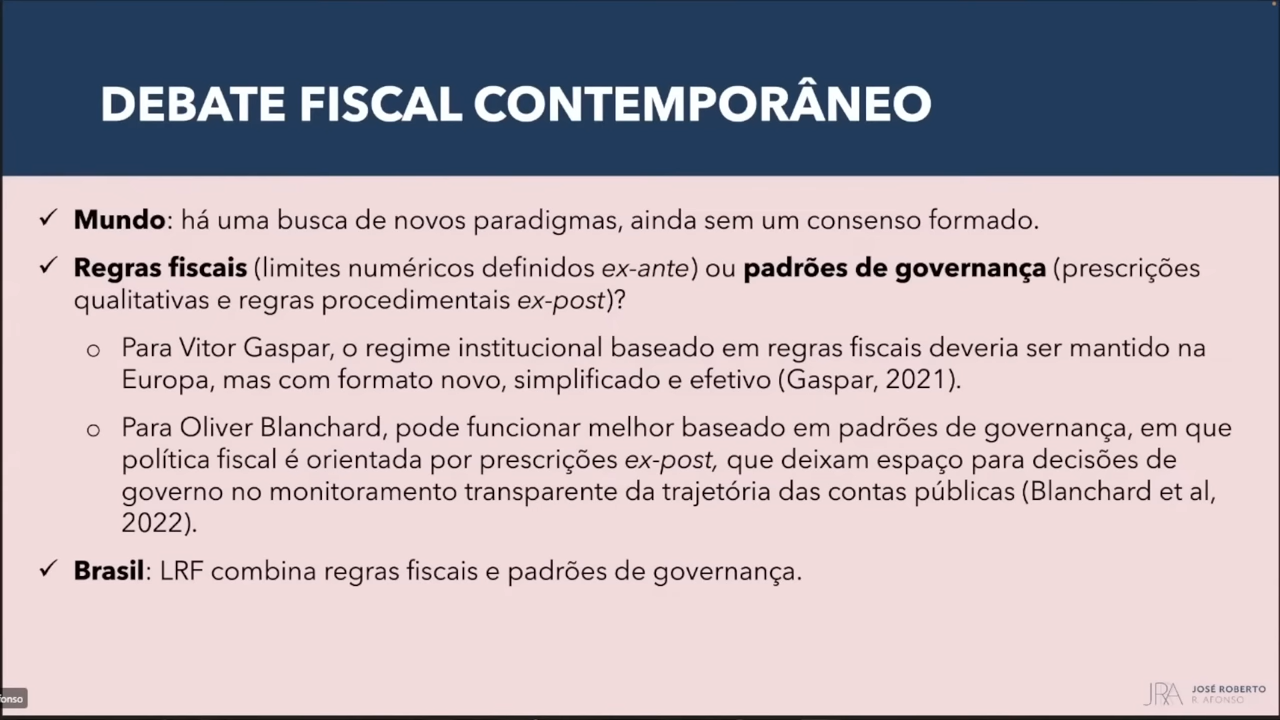 DEBATE FISCAL CONTEMPORÂNEO
✓ Mundo: há uma busca de novos paradigmas, ainda sem um consenso formado.
✓ Regras fiscais (limites numéricos definidos ex-ante) ou padrões de governança (prescrições
qualitativas e regras procedimentais ex-post)?
o Para Vitor Gaspar, o regime institucional baseado em regras fiscais deveria ser mantido na
Europa, mas com formato novo, simplificado e efetivo (Gaspar, 2021).
o Para Oliver Blanchard, pode funcionar melhor baseado em padrões de governança, em que
política fiscal é orientada por prescrições ex-post, que deixam espaço para decisões de
governo no monitoramento transparente da trajetória das contas públicas (Blanchard et al,
2022).
✓ Brasil: LRF combina regras fiscais e padrões de governança.
fonso
JRA JOSÉ ROBERTO
R. AFONSO